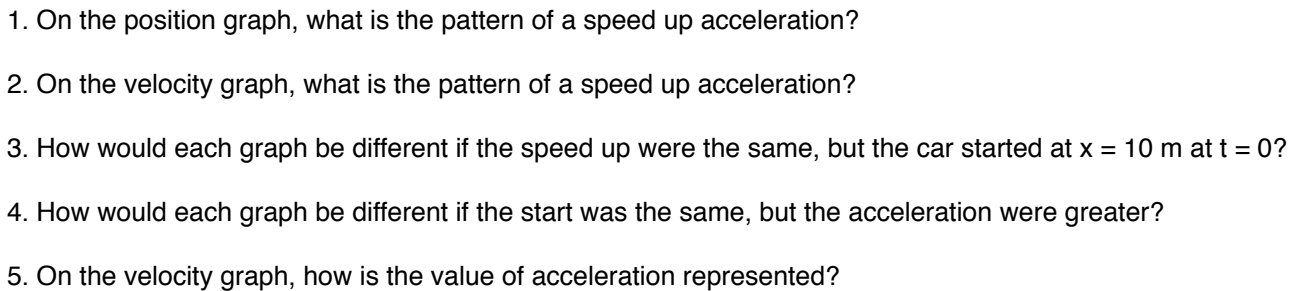 1. On the position graph, what is the pattern of a speed up acceleration?
2. On the velocity graph, what is the pattern of a speed up acceleration?
3. How would each graph be different if the speed up were the same, but the car started at x = 10 m at t = 0?
4. How would each graph be different if the start was the same, but the acceleration were greater?
5. On the velocity graph, how is the value of acceleration represented?